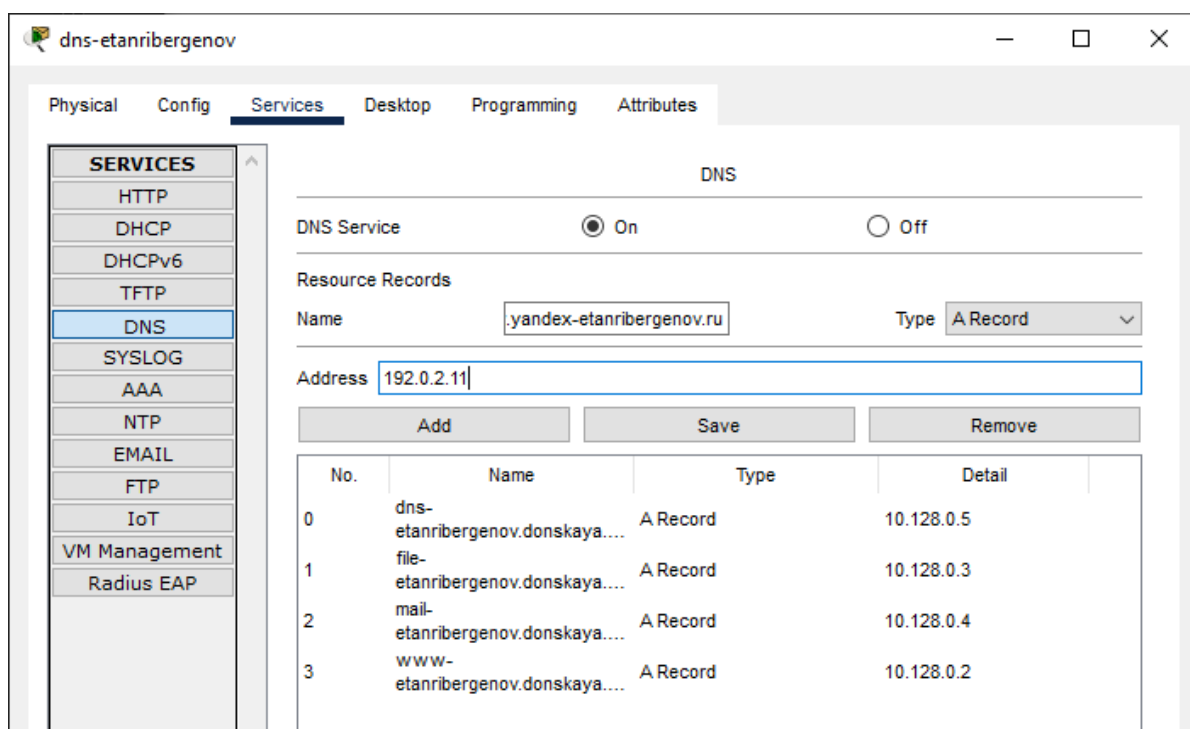 dns-etanribergenov
Physical Config Services Desktop Programming Attributes
SERVICES
HTTP
DHCP
DHCPv6
TFTP
DNS
SYSLOG
AAA
NTP
EMAIL
FTP
IoT
VM Management
Radius EAP
DNS
DNS Service On Off
Resource Records
Name .yandex-etanribergenov.ru Type A Record
Address 192.0.2.11
Add Save Remove
No. Name Type Detail
dns-
0 etanribergenov.donskaya.... A Record 10.128.0.5
file-
1 etanribergenov.donskaya.... A Record 10.128.0.3
mail-
2 etanribergenov.donskaya.... A Record 10.128.0.4
www-
3 etanribergenov.donskaya.... A Record 10.128.0.2